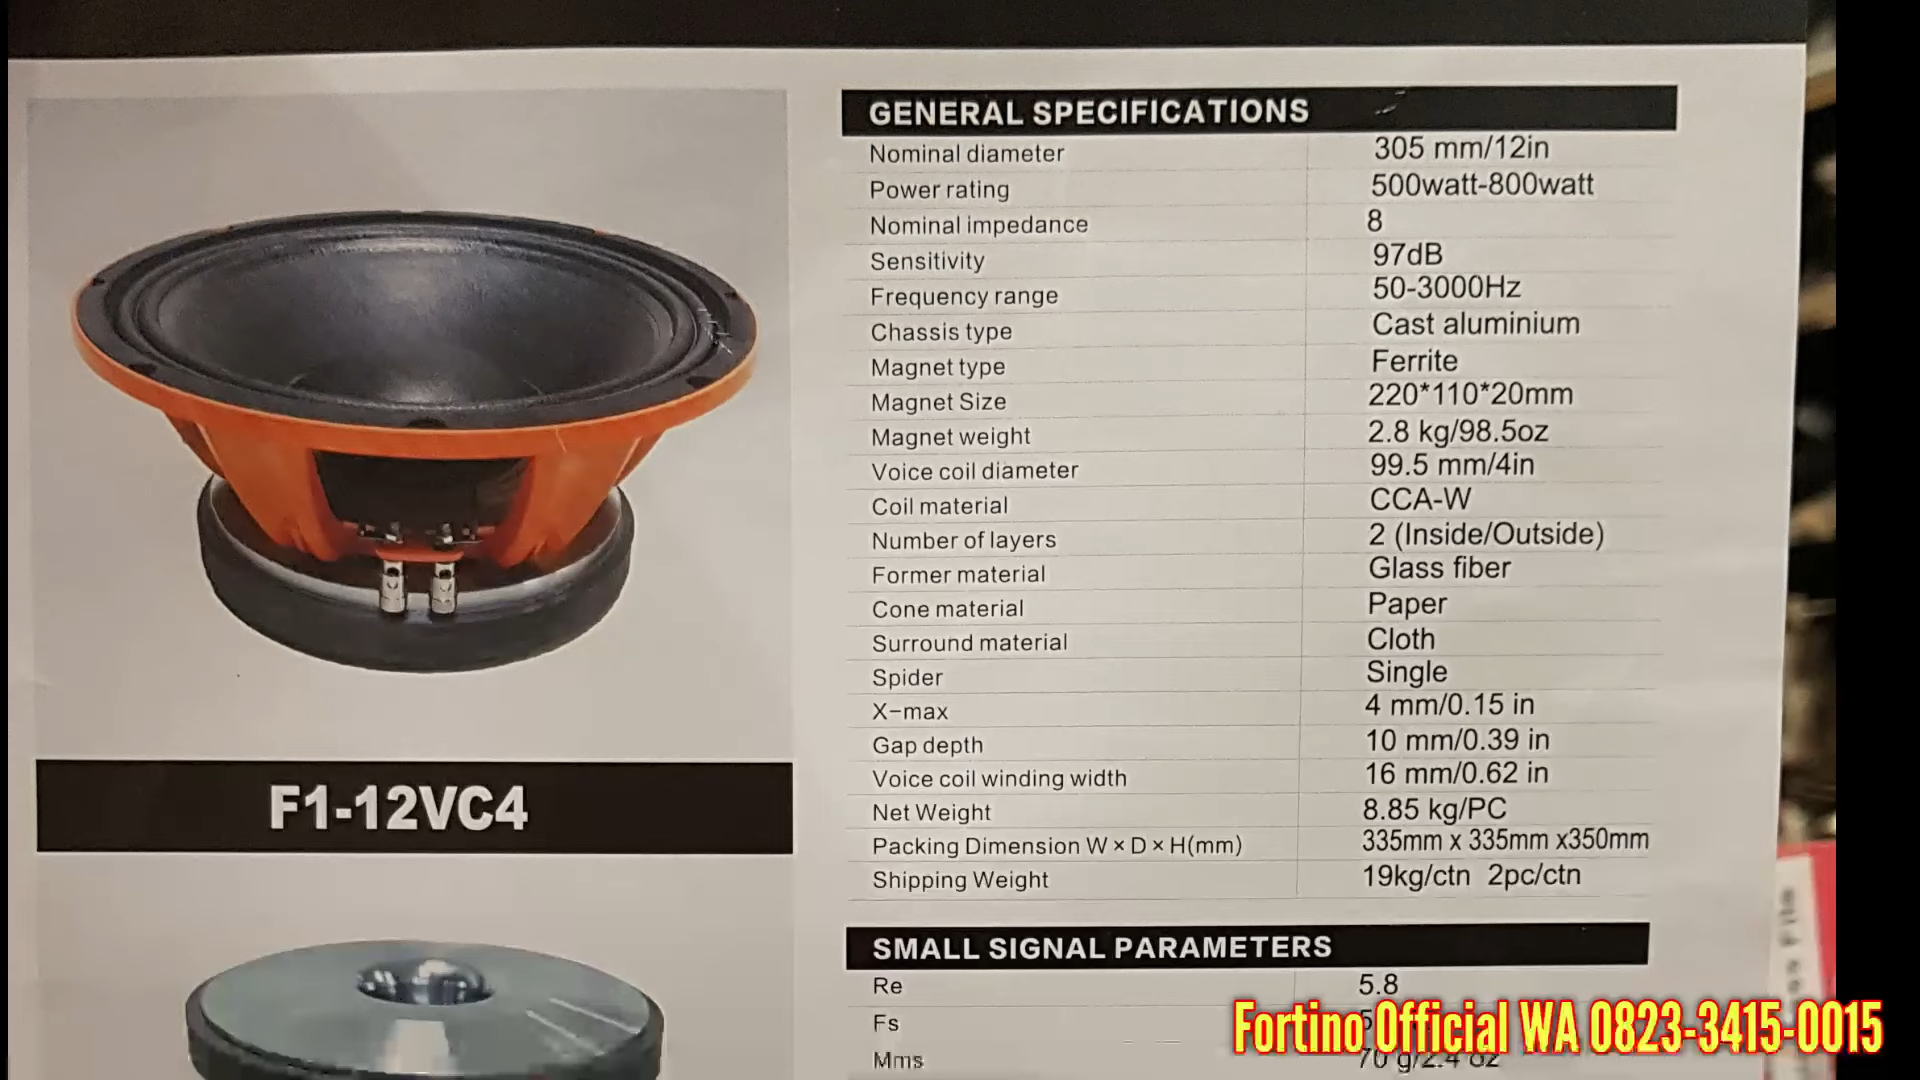 GENERAL SPECIFICATIONS
Nominal diameter 305 mm/12in
Power rating 500watt-800watt
Nominal impedance 8
Sensitivity 97dB
Frequency range 50-3000Hz
Chassis type Cast aluminium
Magnet type Ferrite
Magnet Size 220*110*20mm
Magnet weight 2.8 kg/98.5oz
Voice coil diameter 99.5 mm/4in
Coil material CCA-W
Number of layers 2 (Inside/Outside)
Former material Glass fiber
Cone material Paper
Surround material Cloth
Spider Single
X-max 4 mm/0.15 in
Gap depth 10 mm/0.39 in
Voice coil winding width 16 mm/0.62 in
Net Weight 8.85 kg/PC
Packing Dimension W × D × H(mm) 335mm x 335mm x350mm
Shipping Weight 19kg/ctn 2pc/ctn
F1-12VC4
SMALL SIGNAL PARAMETERS
Re 5.8
Fs
Mms 70 g/2.4 oz
Fortino Official WA 0823-3415-0015